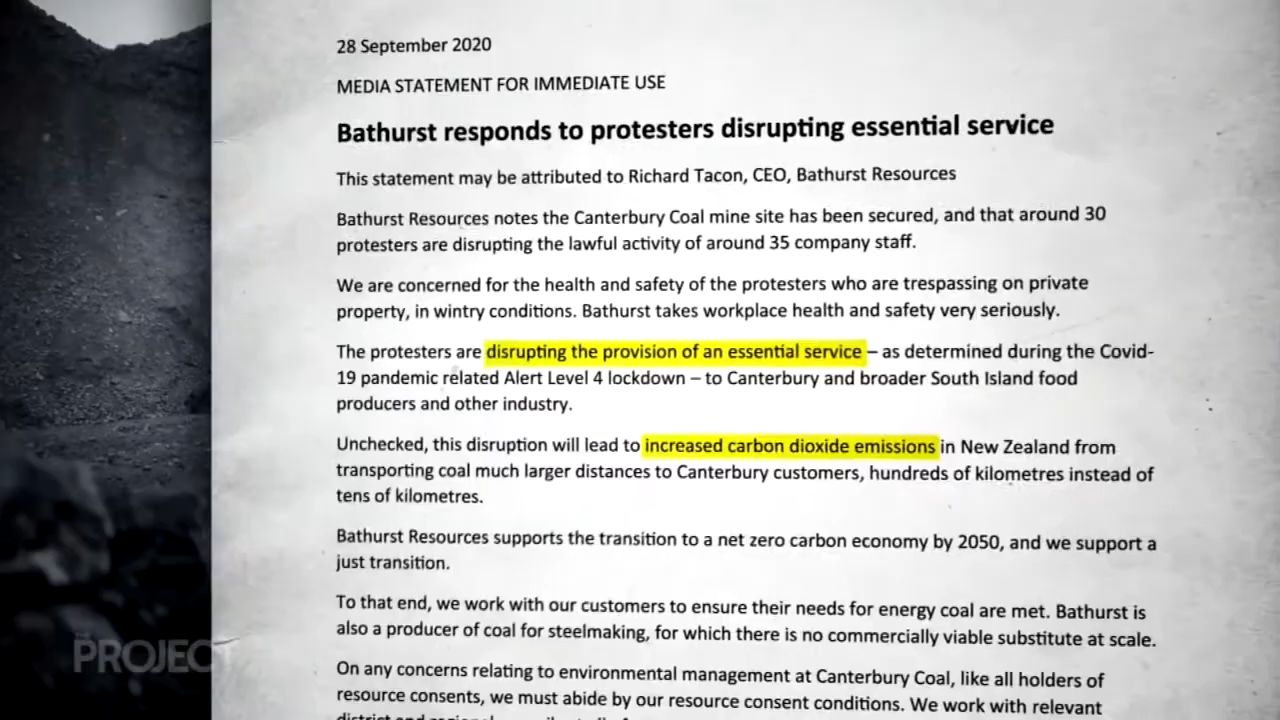 28 September 2020
MEDIA STATEMENT FOR IMMEDIATE USE
Bathurst responds to protesters disrupting essential service
This statement may be attributed to Richard Tacon, CEO, Bathurst Resources
Bathurst Resources notes the Canterbury Coal mine site has been secured, and that around 30
protesters are disrupting the lawful activity of around 35 company staff.
We are concerned for the health and safety of the protesters who are trespassing on private
property, in wintry conditions. Bathurst takes workplace health and safety very seriously.
The protesters are disrupting the provision of an essential service – as determined during the Covid-
19 pandemic related Alert Level 4 lockdown – to Canterbury and broader South Island food
producers and other industry.
Unchecked, this disruption will lead to increased carbon dioxide emissions in New Zealand from
transporting coal much larger distances to Canterbury customers, hundreds of kilometres instead of
tens of kilometres.
Bathurst Resources supports the transition to a net zero carbon economy by 2050, and we support a
just transition.
To that end, we work with our customers to ensure their needs for energy coal are met. Bathurst is
also a producer of coal for steelmaking, for which there is no commercially viable substitute at scale.
On any concerns relating to environmental management at Canterbury Coal, like all holders of
resource consents, we must abide by our resource consent conditions. We work with relevant
district and regional
PROJECT